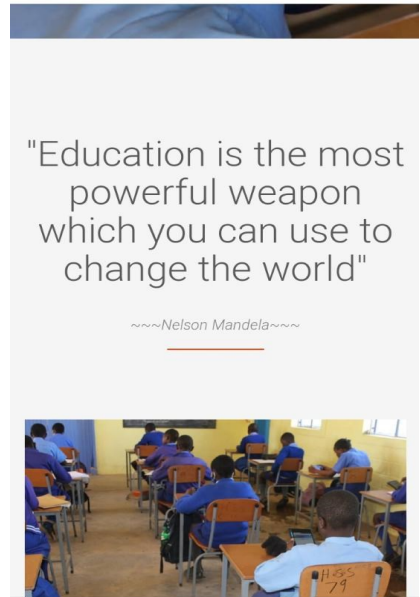 "Education is the most
powerful weapon
which you can use to
change the world"
~~~Nelson Mandela~~~
79